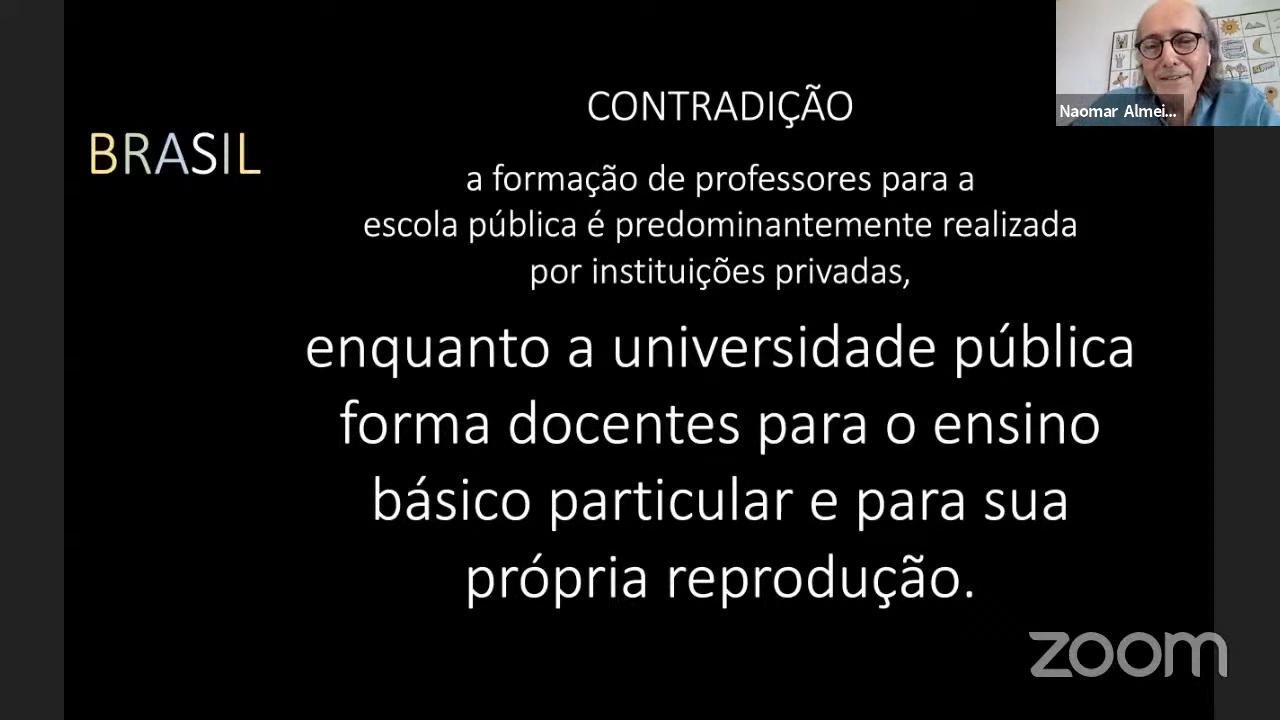 CONTRADIÇÃO
BRASIL
a formação de professores para a
escola pública é predominantemente realizada
por instituições privadas,
enquanto a universidade pública
forma docentes para o ensino
básico particular e para sua
própria reprodução.
Naomar Almei...
zoom